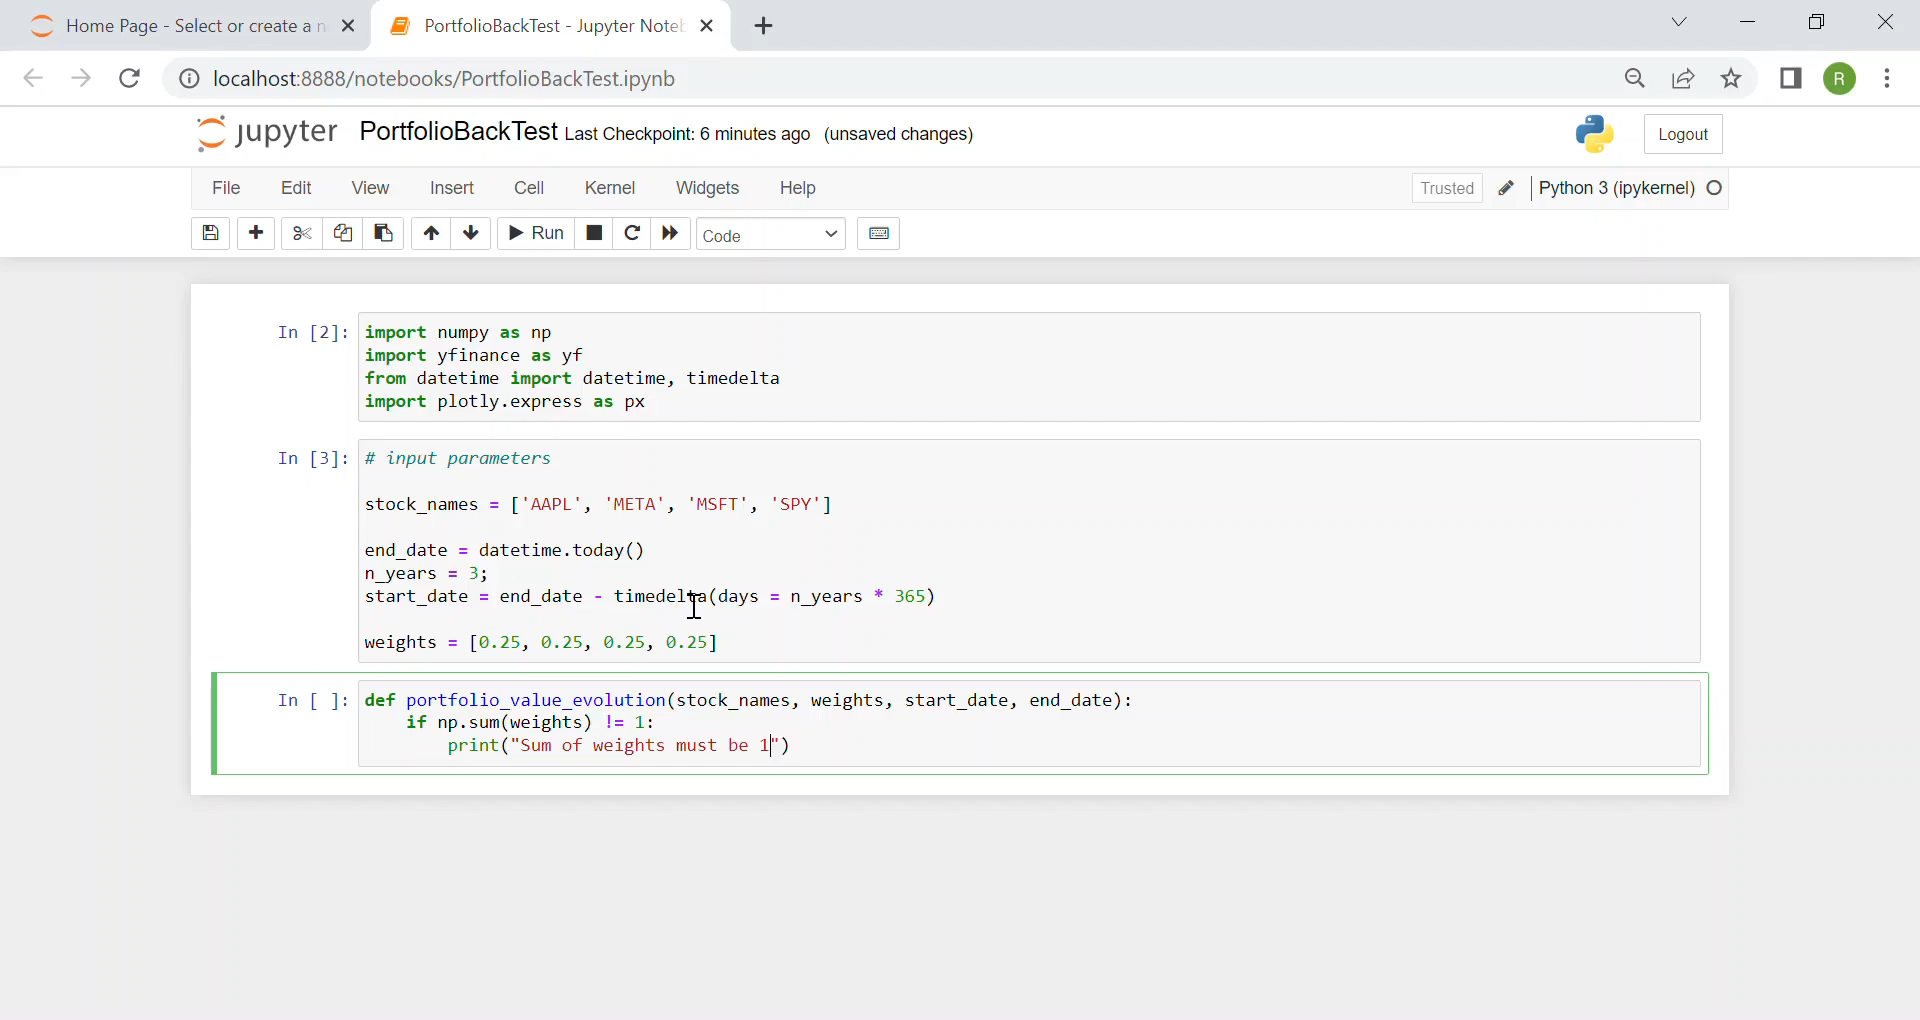 Home Page - Select or create a n
PortfolioBackTest - Jupyter Noteb
localhost:8888/notebooks/PortfolioBackTest.ipynb
R
jupyter PortfolioBackTest Last Checkpoint: 6 minutes ago (unsaved changes)
Logout
File Edit View Insert Cell Kernel Widgets Help
Trusted Python 3 (ipykernel)
Run Code
In [2]: import numpy as np
import yfinance as yf
from datetime import datetime, timedelta
import plotly.express as px
In [3]: # input parameters
stock_names = ['AAPL', 'META', 'MSFT', 'SPY']
end_date = datetime.today()
n_years = 3;
start_date = end_date - timedelta(days = n_years * 365)
weights = [0.25, 0.25, 0.25, 0.25]
In [ ]: def portfolio_value_evolution(stock_names, weights, start_date, end_date):
if np.sum(weights) != 1:
print("Sum of weights must be 1")